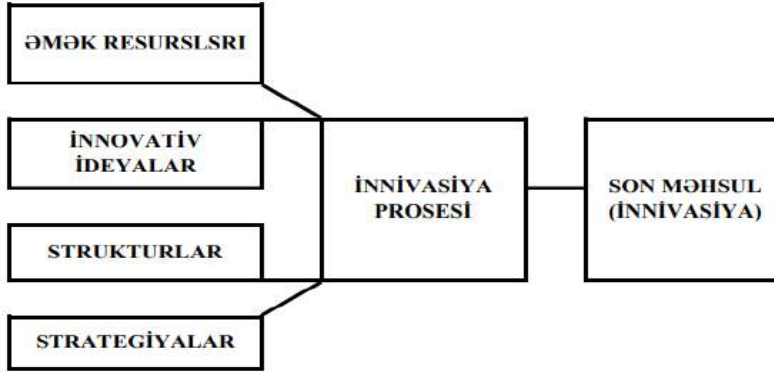 ƏMƏK RESURSLSRI
İNNOVATİV
İDEYALAR
STRUKTURLAR
STRATEGİYALAR
İNNİVASİYA
PROSESİ
SON MƏHSUL
(İNNİVASİYA)